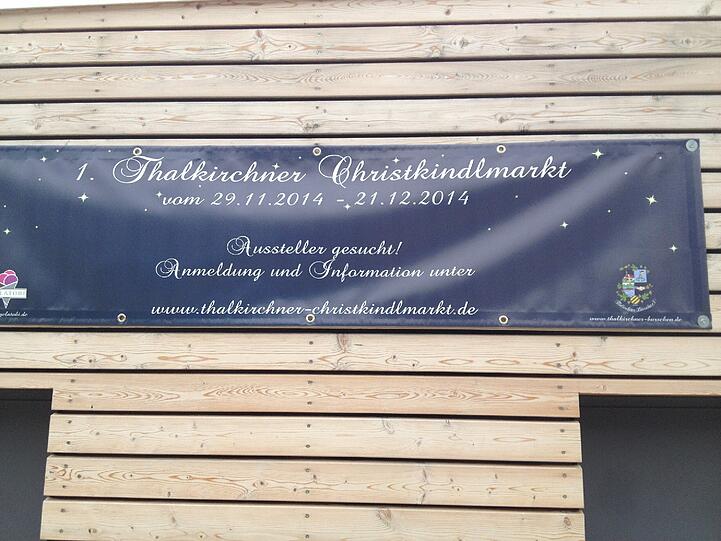 1. Thalkirchner Christkindlmarkt
vom 29.11.2014 - 21.12.2014
Aussteller gesucht!
Anmeldung und Information unter
www.thalkirchner-christkindlmarkt.de
www.thalkirchner-burschen.de